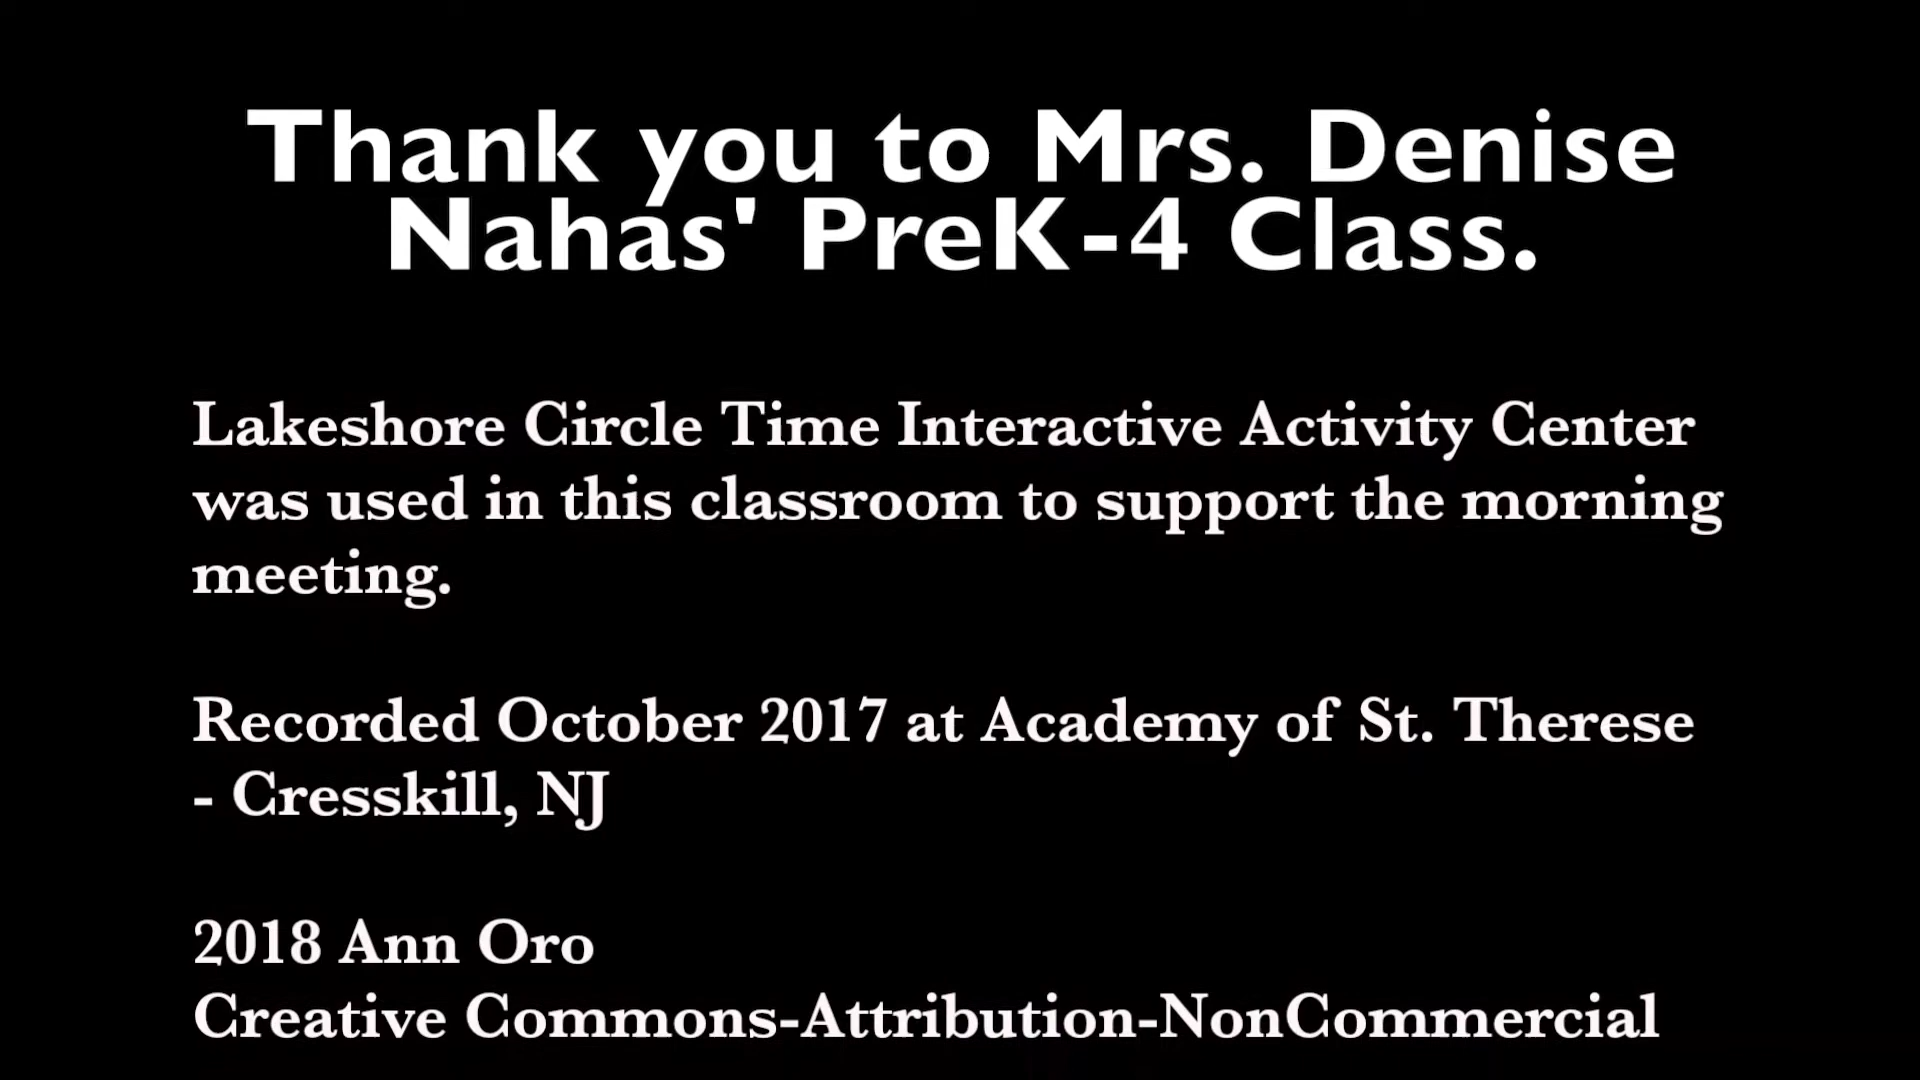 Thank you to Mrs. Denise
Nahas' PreK-4 Class.
Lakeshore Circle Time Interactive Activity Center
was used in this classroom to support the morning
meeting.
Recorded October 2017 at Academy of St. Therese
- Cresskill, NJ
2018 Ann Oro
Creative Commons-Attribution-NonCommercial